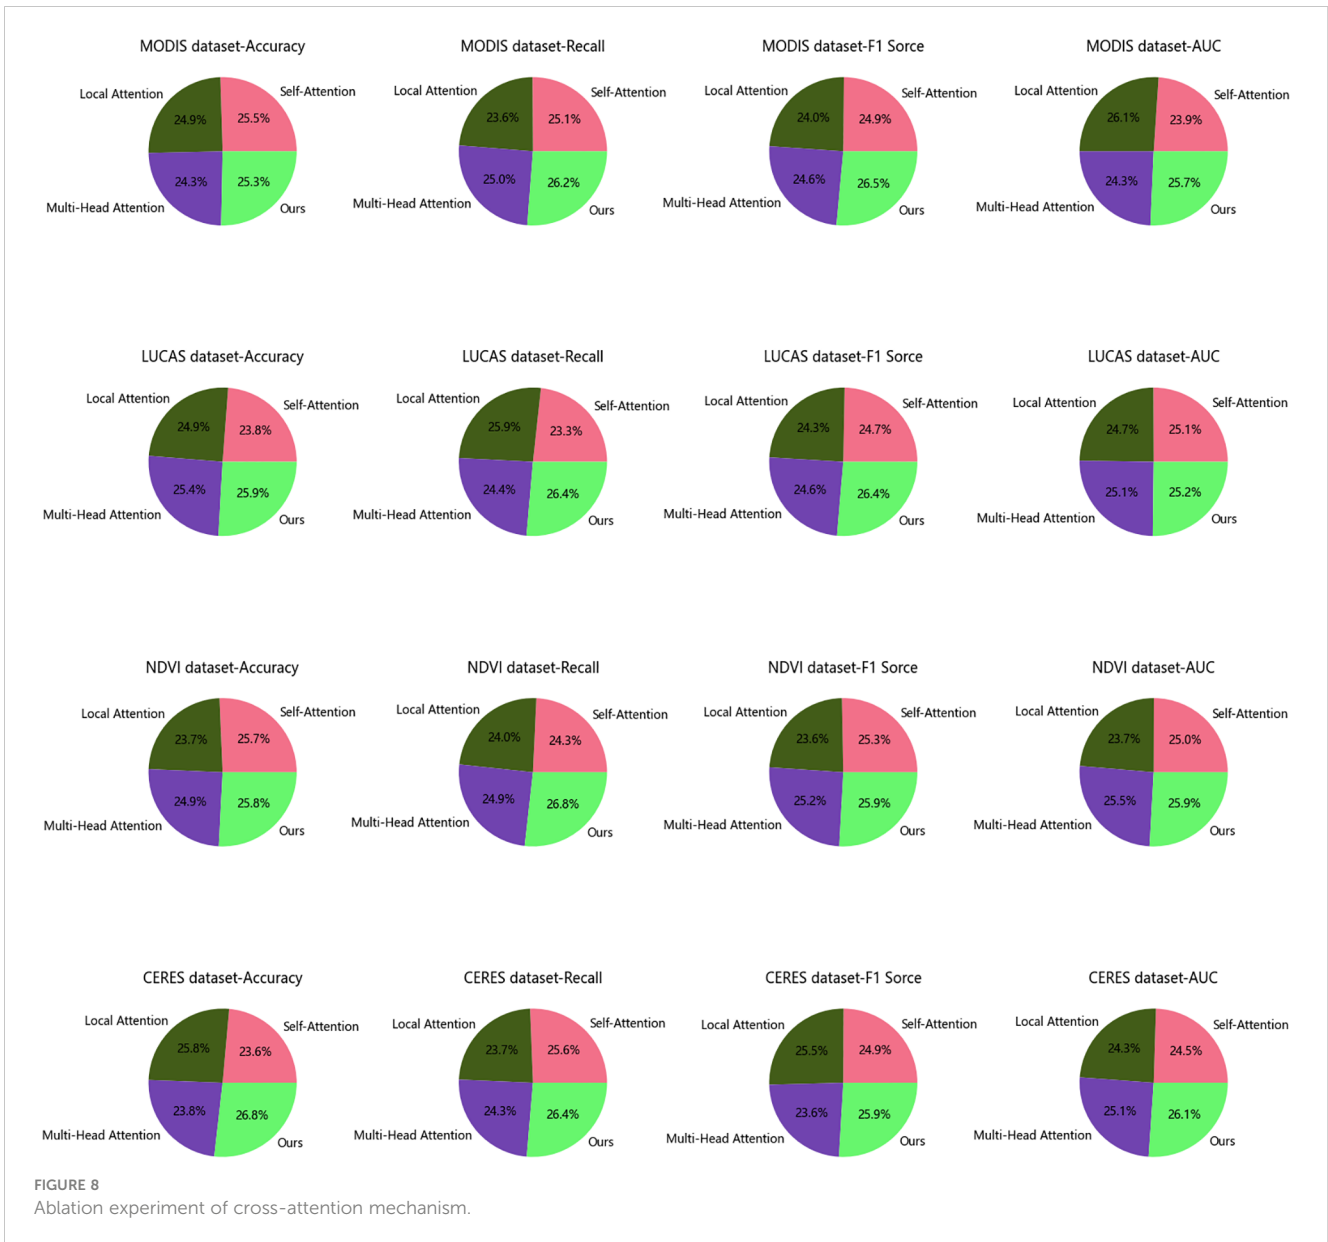 MODIS dataset-Accuracy
Local Attention
Self-Attention
24.9%
25.5%
24.3%
25.3%
Multi-Head Attention
Ours
MODIS dataset-Recall
Local Attention
Self-Attention
23.6%
25.1%
25.0%
26.2%
Multi-Head Attention
Ours
MODIS dataset-F1 Sorce
Local Attention
Self-Attention
24.0%
24.9%
24.6%
26.5%
Multi-Head Attention
Ours
MODIS dataset-AUC
Local Attention
Self-Attention
26.1%
23.9%
24.3%
25.7%
Multi-Head Attention
Ours
LUCAS dataset-Accuracy
Local Attention
Self-Attention
24.9%
23.8%
25.4%
25.9%
Multi-Head Attention
Ours
LUCAS dataset-Recall
Local Attention
Self-Attention
25.9%
23.3%
24.4%
26.4%
Multi-Head Attention
Ours
LUCAS dataset-F1 Sorce
Local Attention
Self-Attention
24.3%
24.7%
24.6%
26.4%
Multi-Head Attention
Ours
LUCAS dataset-AUC
Local Attention
Self-Attention
24.7%
25.1%
25.1%
25.2%
Multi-Head Attention
Ours
NDVI dataset-Accuracy
Local Attention
Self-Attention
23.7%
25.7%
24.9%
25.8%
Multi-Head Attention
Ours
NDVI dataset-Recall
Local Attention
Self-Attention
24.0%
24.3%
24.9%
26.8%
Multi-Head Attention
Ours
NDVI dataset-F1 Sorce
Local Attention
Self-Attention
23.6%
25.3%
25.2%
25.9%
Multi-Head Attention
Ours
NDVI dataset-AUC
Local Attention
Self-Attention
23.7%
25.0%
25.5%
25.9%
Multi-Head Attention
Ours
CERES dataset-Accuracy
Local Attention
Self-Attention
25.8%
23.6%
23.8%
26.8%
Multi-Head Attention
Ours
CERES dataset-Recall
Local Attention
Self-Attention
23.7%
25.6%
24.3%
26.4%
Multi-Head Attention
Ours
CERES dataset-F1 Sorce
Local Attention
Self-Attention
25.5%
24.9%
23.6%
25.9%
Multi-Head Attention
Ours
CERES dataset-AUC
Local Attention
Self-Attention
24.3%
24.5%
25.1%
26.1%
Multi-Head Attention
Ours
FIGURE 8
Ablation experiment of cross-attention mechanism.